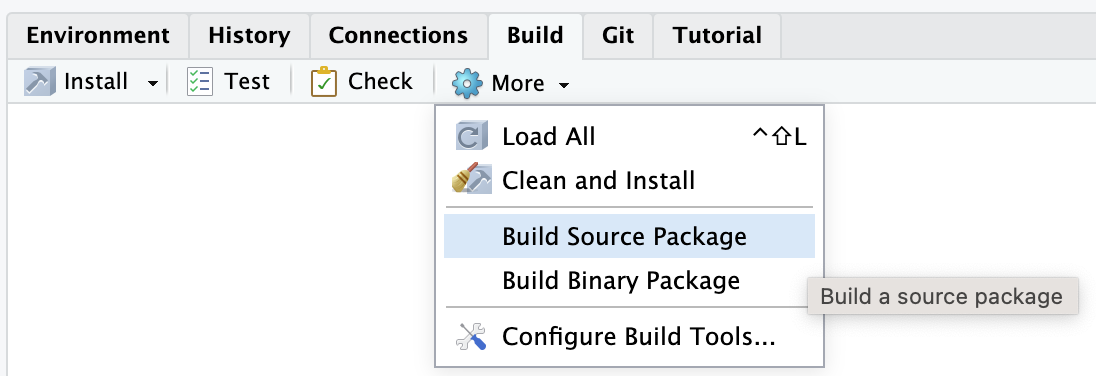 Environment History Connections Build Git Tutorial
Install Test Check More
Load All ^⇧L
Clean and Install
Build Source Package
Build Binary Package
Build a source package
Configure Build Tools...